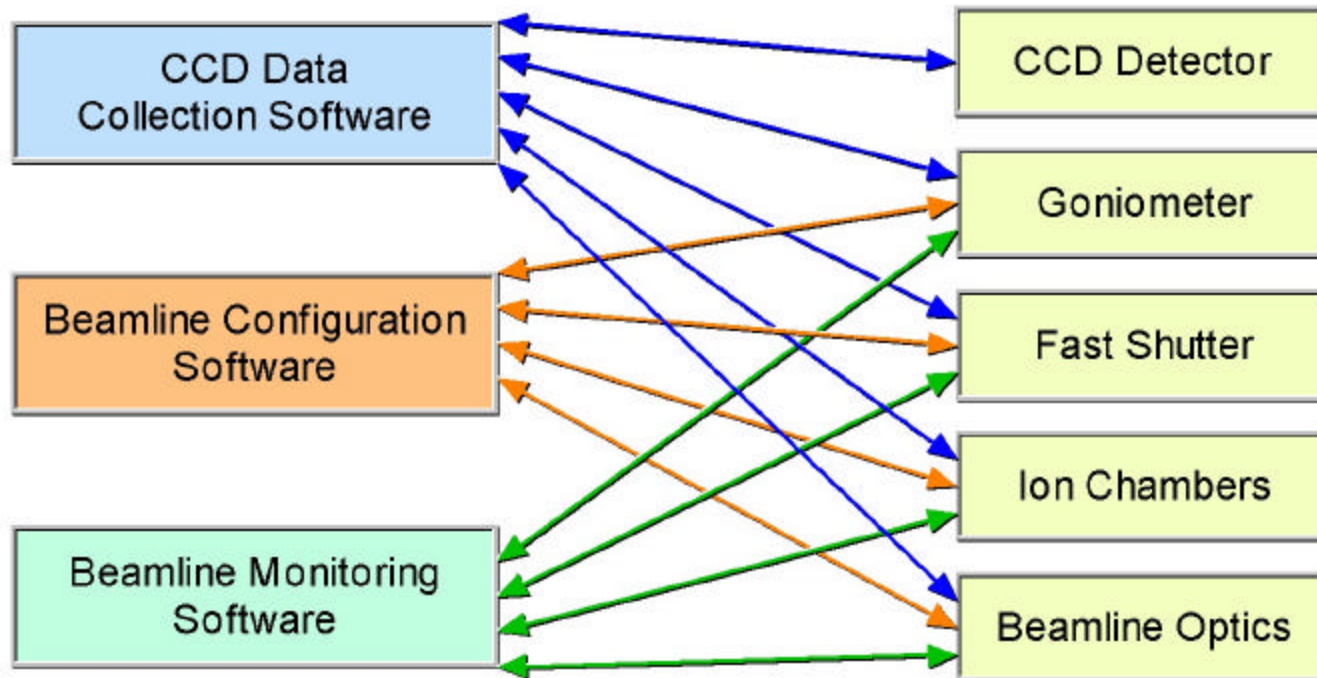 CCD Data
Collection Software
Beamline Configuration
Software
Beamline Monitoring
Software
CCD Detector
Goniometer
Fast Shutter
Ion Chambers
Beamline Optics